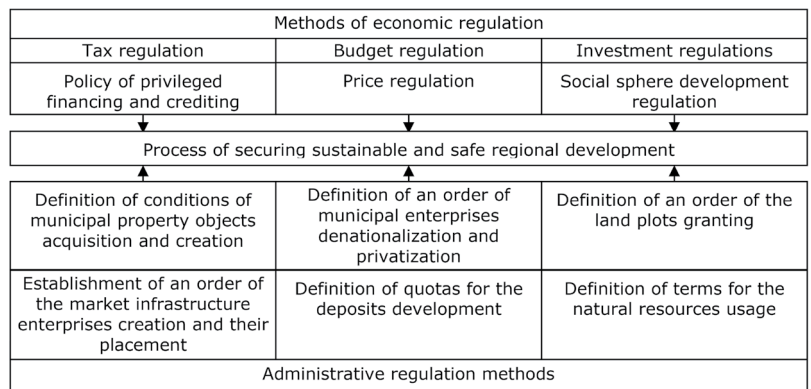 Methods of economic regulation
Tax regulation
Budget regulation
Investment regulations
Policy of privileged
financing and crediting
Price regulation
Social sphere development
regulation
Process of securing sustainable and safe regional development
Definition of conditions of
municipal property objects
acquisition and creation
Definition of an order of
municipal enterprises
denationalization and
privatization
Definition of an order of the
land plots granting
Establishment of an order of
the market infrastructure
enterprises creation and their
placement
Definition of quotas for the
deposits development
Definition of terms for the
natural resources usage
Administrative regulation methods